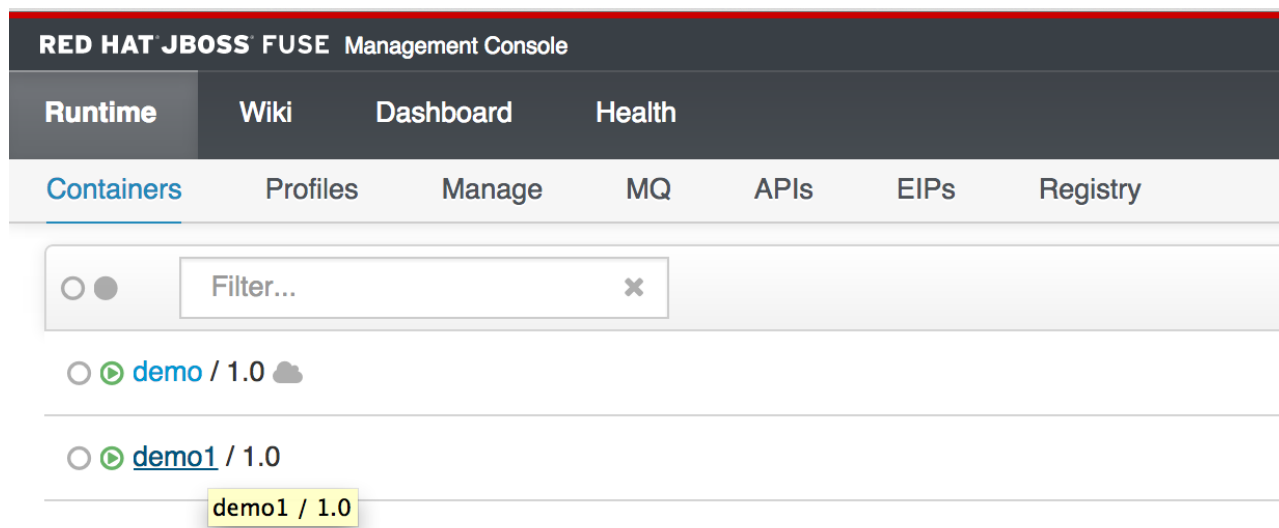 RED HAT® JBOSS® FUSE Management Console
Runtime Wiki Dashboard Health
Containers Profiles Manage MQ APIs EIPs Registry
Filter...
demo / 1.0
demo1 / 1.0
demo1 / 1.0